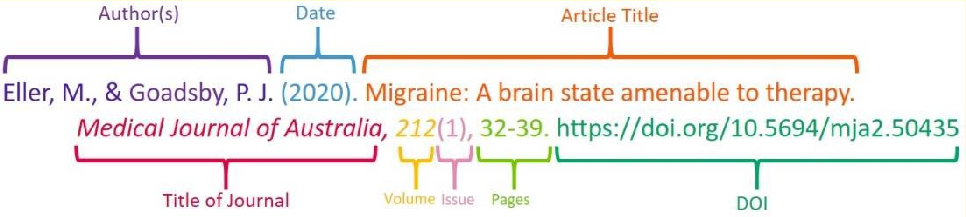 Author(s) Date Article Title
Eller, M., & Goadsby, P. J. (2020). Migraine: A brain state amenable to therapy.
Medical Journal of Australia, 212(1), 32-39. https://doi.org/10.5694/mja2.50435
Title of Journal Volume Issue Pages DOI